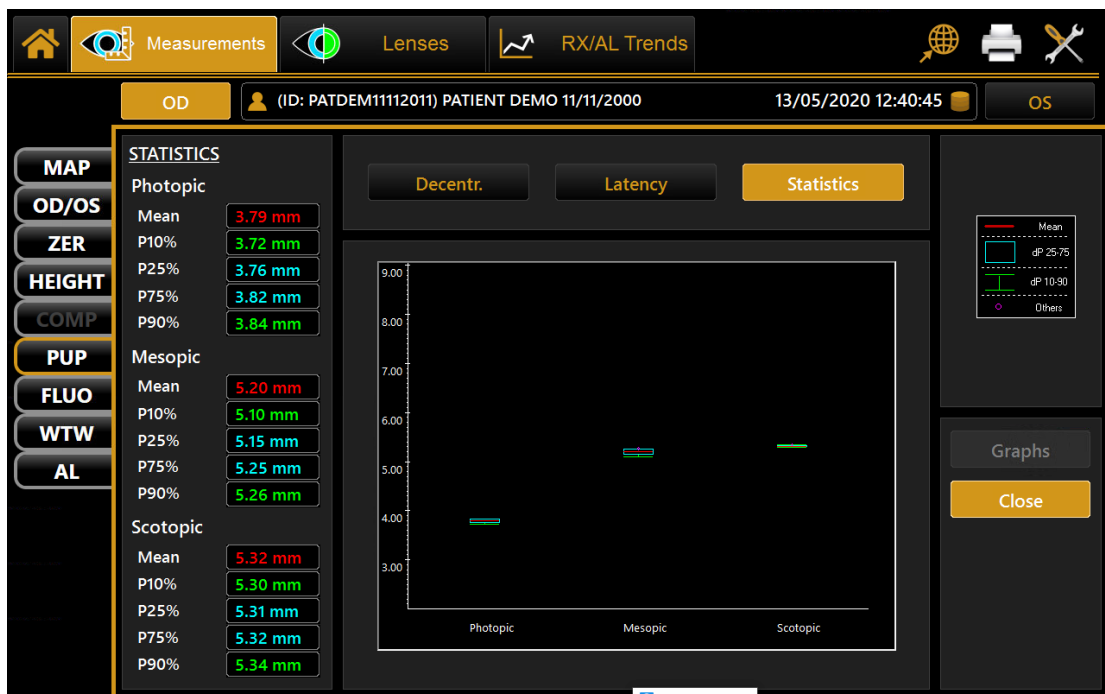 Measurements
Lenses
RX/AL Trends
OD
(ID: PATDEM11112011) PATIENT DEMO 11/11/2000
13/05/2020 12:40:45
OS
MAP
OD/OS
ZER
HEIGHT
COMP
PUP
FLUO
WTW
AL
STATISTICS
Photopic
Mean 3.79 mm
P10% 3.72 mm
P25% 3.76 mm
P75% 3.82 mm
P90% 3.84 mm
Mesopic
Mean 5.20 mm
P10% 5.10 mm
P25% 5.15 mm
P75% 5.25 mm
P90% 5.26 mm
Scotopic
Mean 5.32 mm
P10% 5.30 mm
P25% 5.31 mm
P75% 5.32 mm
P90% 5.34 mm
Decentr.
Latency
Statistics
9.00
8.00
7.00
6.00
5.00
4.00
3.00
Photopic Mesopic Scotopic
Mean
dP 25-75
dP 10-90
Others
Graphs
Close